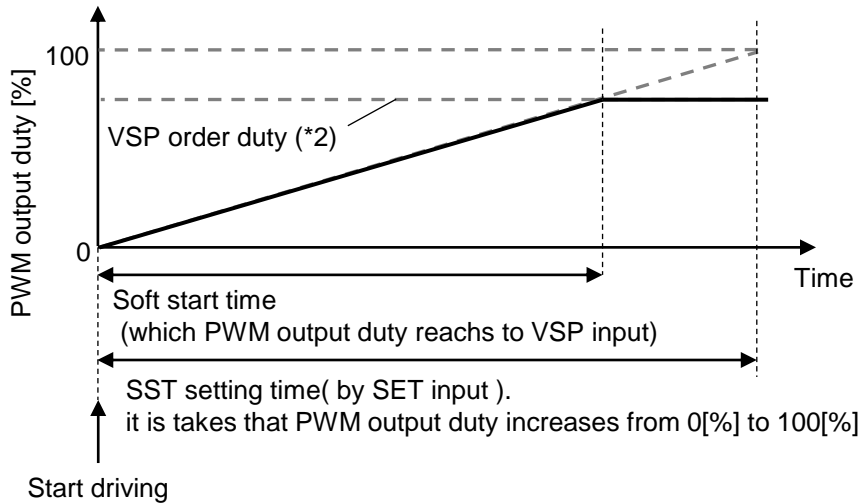 PWM output duty [%]
100
VSP order duty (*2)
0
Time
Soft start time
(which PWM output duty reachs to VSP input)
SST setting time( by SET input ).
it is takes that PWM output duty increases from 0[%] to 100[%]
Start driving